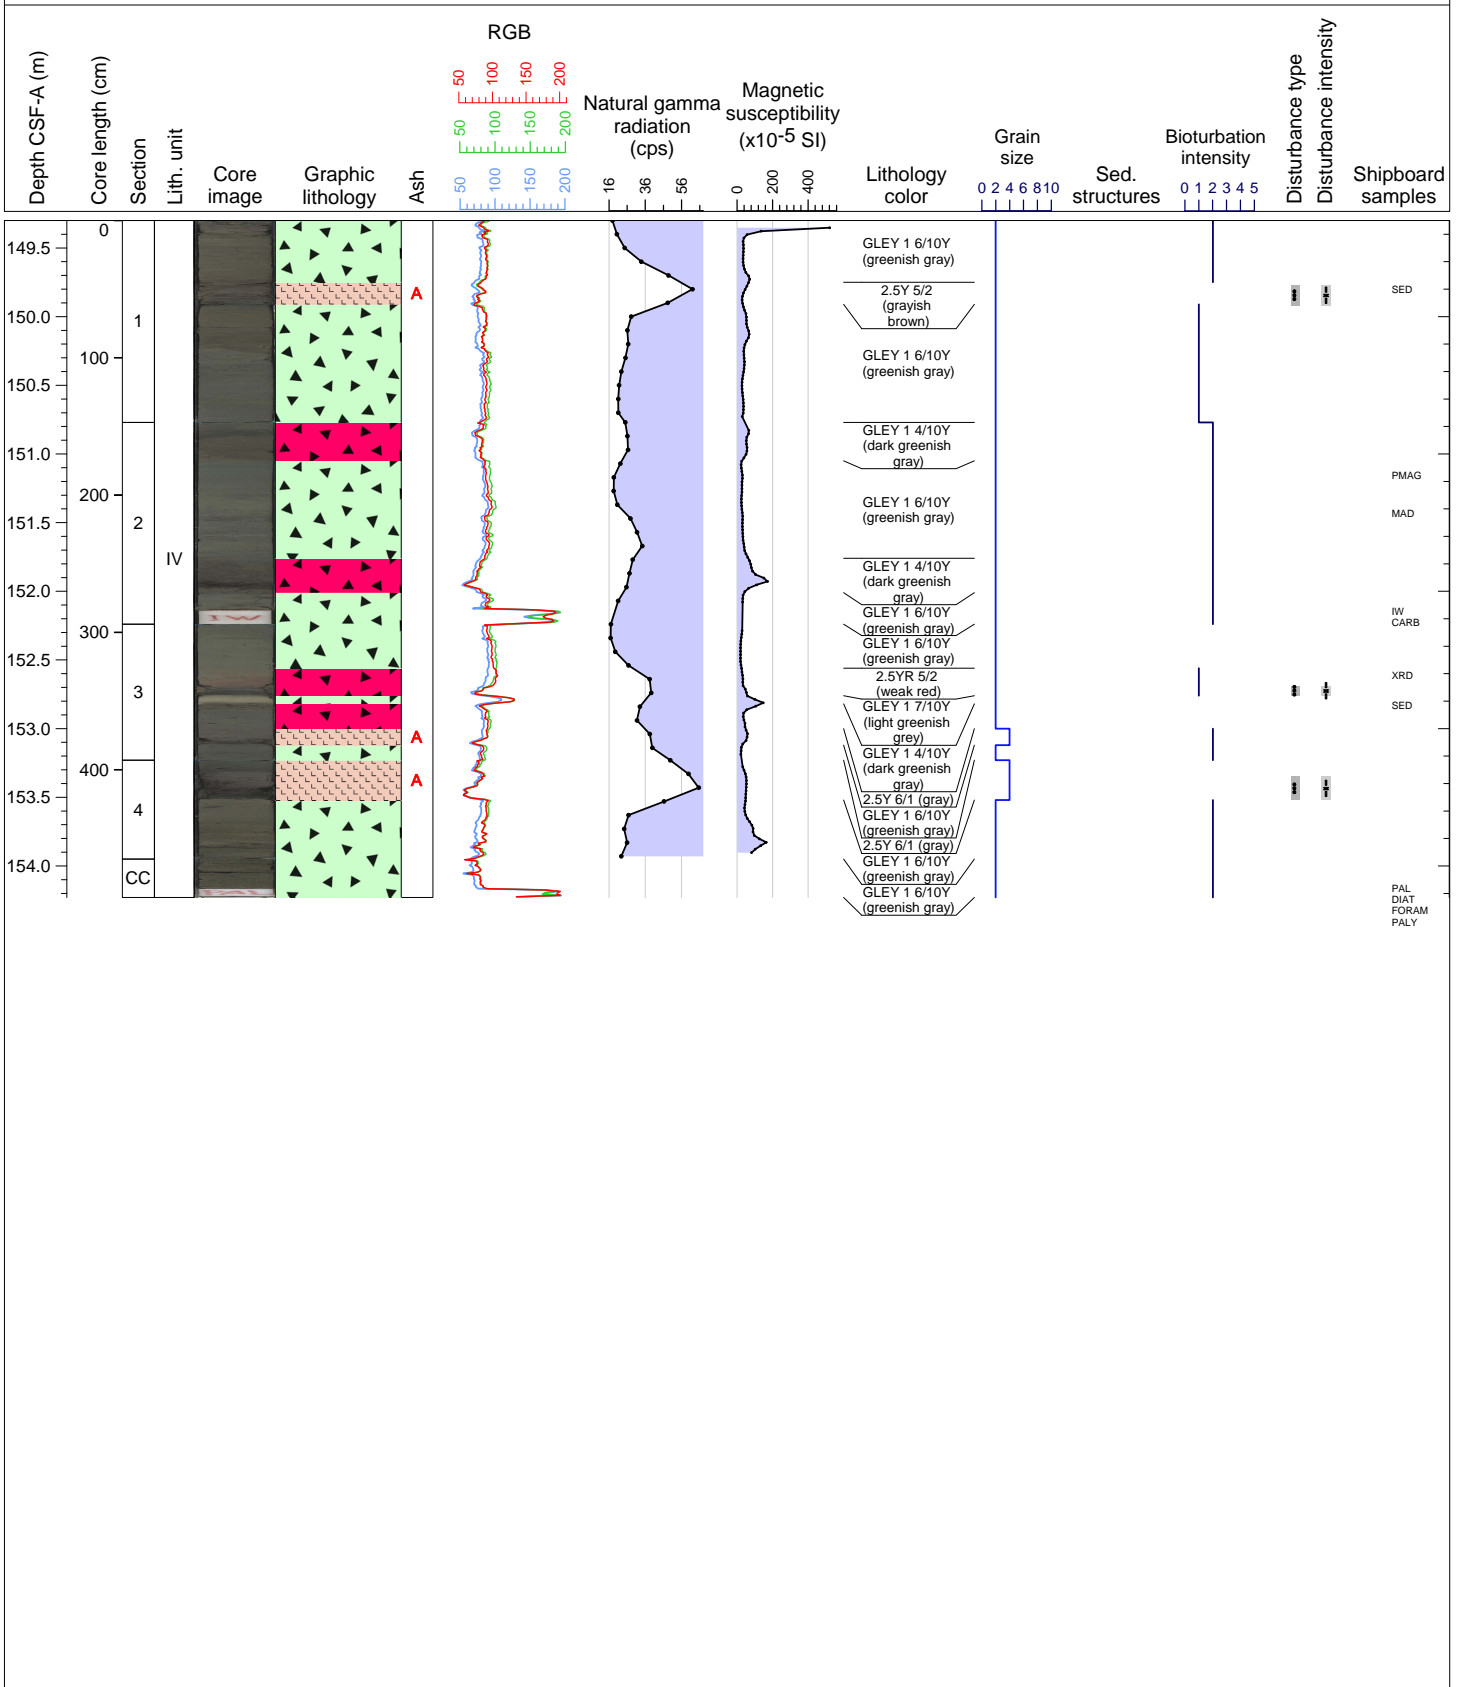 RGB
50 100 150 200
50 100 150 200
50 100 150 200
Depth CSF-A (m)
Core length (cm)
Section
Lith. unit
Core
image
Graphic
lithology
Ash
Natural gamma
radiation
(cps)
16 36 56
Magnetic
susceptibility
(x10-5 SI)
0 200 400
Lithology
color
Grain
size
0 2 4 6 8 10
Sed.
structures
Bioturbation
intensity
0 1 2 3 4 5
Disturbance type
Disturbance intensity
Shipboard
samples
149.5
150.0
150.5
151.0
151.5
152.0
152.5
153.0
153.5
154.0
0
100
200
300
400
1
2
3
4
CC
IV
IW
PAL
A
A
A
GLEY 1 6/10Y
(greenish gray)
2.5Y 5/2
(grayish
brown)
GLEY 1 6/10Y
(greenish gray)
GLEY 1 4/10Y
(dark greenish
gray)
GLEY 1 6/10Y
(greenish gray)
GLEY 1 4/10Y
(dark greenish
gray)
GLEY 1 6/10Y
(greenish gray)
GLEY 1 6/10Y
(greenish gray)
2.5YR 5/2
(weak red)
GLEY 1 7/10Y
(light greenish
grey)
GLEY 1 4/10Y
(dark greenish
gray)
2.5Y 6/1 (gray)
GLEY 1 6/10Y
(greenish gray)
2.5Y 6/1 (gray)
GLEY 1 6/10Y
(greenish gray)
GLEY 1 6/10Y
(greenish gray)
SED
PMAG
MAD
IW
CARB
XRD
SED
PAL
DIAT
FORAM
PALY